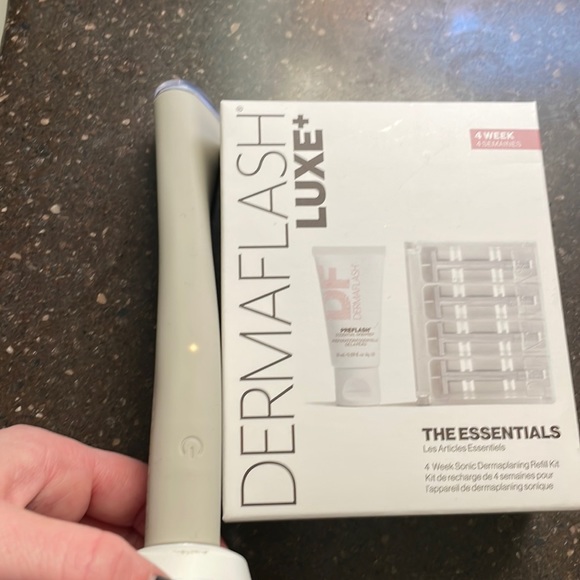 DERMAFLASH®
LUXE+
4 WEEK
4 SEMAINES
DF
DERMAFLASH
PREFLASH®
THE ESSENTIALS
Les Articles Essentiels
4 Week Sonic Dermaplaning Refill Kit
Kit de recharge de 4 semaines pour
l'appareil de dermaplaning sonique